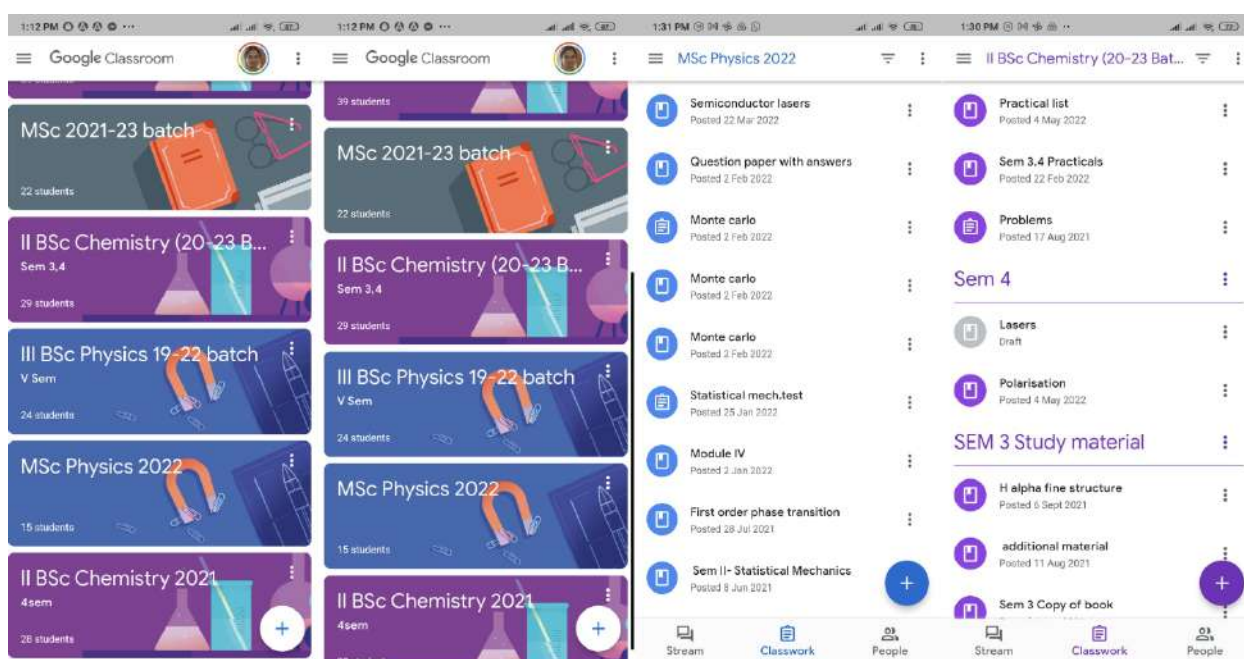 1:12 PM
Google Classroom
MSc 2021-23 batch
22 students
II BSc Chemistry (20-23 B...
Sem 3,4
29 students
III BSc Physics 19-22 batch
V Sem
24 students
MSc Physics 2022
15 students
II BSc Chemistry 2021
4sem
28 students
1:12 PM
Google Classroom
39 students
MSc 2021-23 batch
22 students
II BSc Chemistry (20-23 B...
Sem 3,4
29 students
III BSc Physics 19-22 batch
V Sem
24 students
MSc Physics 2022
15 students
II BSc Chemistry 2021
4sem
1:31 PM
MSc Physics 2022
Semiconductor lasers
Posted 22 Mar 2022
Question paper with answers
Posted 2 Feb 2022
Monte carlo
Posted 2 Feb 2022
Monte carlo
Posted 2 Feb 2022
Monte carlo
Posted 2 Feb 2022
Statistical mech.test
Posted 25 Jan 2022
Module IV
Posted 2 Jan 2022
First order phase transition
Posted 28 Jul 2021
Sem II- Statistical Mechanics
Posted 8 Jun 2021
Stream
Classwork
People
1:30 PM
II BSc Chemistry (20-23 Bat...
Practical list
Posted 4 May 2022
Sem 3.4 Practicals
Posted 22 Feb 2022
Problems
Posted 17 Aug 2021
Sem 4
Lasers
Draft
Polarisation
Posted 4 May 2022
SEM 3 Study material
H alpha fine structure
Posted 6 Sept 2021
additional material
Posted 11 Aug 2021
Sem 3 Copy of book
Stream
Classwork
People